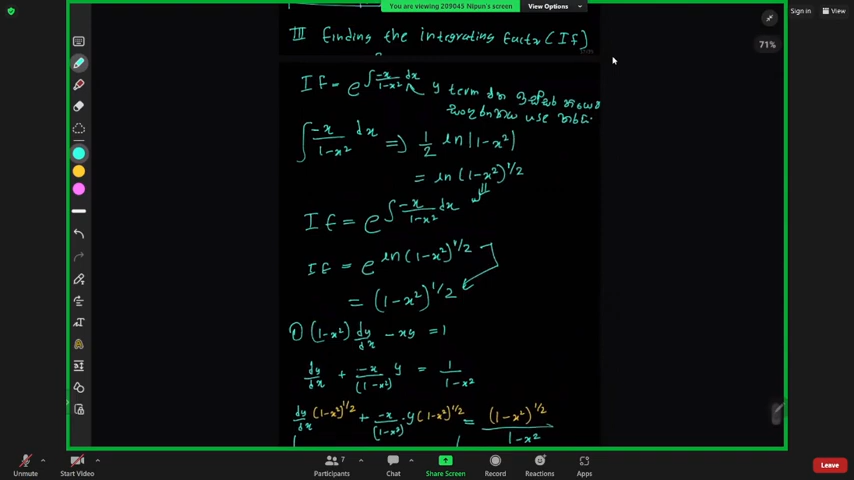 You are viewing 209045 Nipun's screen View Options
Sign in View
71%
III finding the integrating factor (If)
If = e^∫ -x/(1-x²) dx y term
use
∫ -x/(1-x²) dx => 1/2 ln|1-x²|
= ln (1-x²)^1/2
If = e^∫ -x/(1-x²) dx
If = e^ln (1-x²)^1/2
= (1-x²)^1/2
① (1-x²) dy/dx - xy = 1
dy/dx + -x/(1-x²) y = 1/(1-x²)
dy/dx (1-x²)^1/2 + -x/(1-x²) · y (1-x²)^1/2 = (1-x²)^1/2 / (1-x²)
Unmute Start Video Participants 7 Chat Share Screen Record Reactions Apps Leave